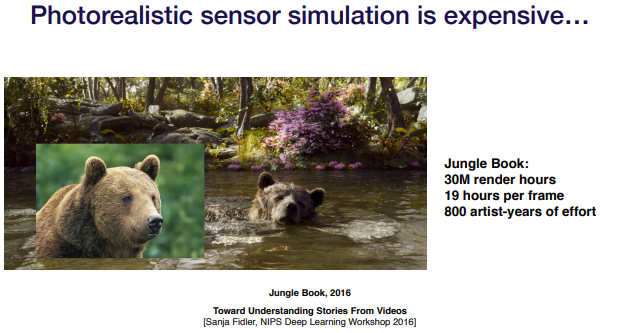 Photorealistic sensor simulation is expensive…
Jungle Book:
30M render hours
19 hours per frame
800 artist-years of effort
Jungle Book, 2016
Toward Understanding Stories From Videos
[Sanja Fidler, NIPS Deep Learning Workshop 2016]